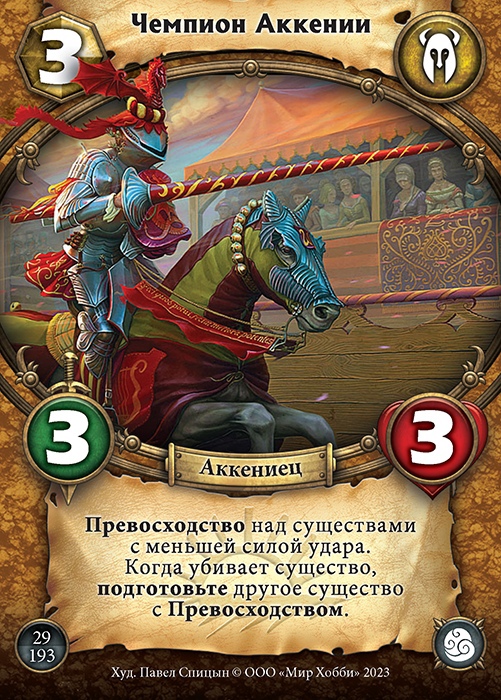 Чемпион Аккении
3
3
3
Аккениец
Превосходство над существами
с меньшей силой удара.
Когда убивает существо,
подготовьте другое существо
с Превосходством.
29
193
Худ. Павел Спицын © ООО «Мир Хобби» 2023